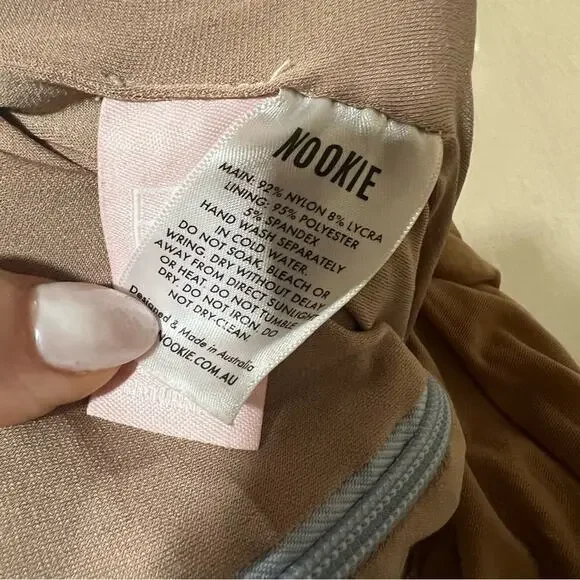 NOOKIE
MAIN: 92% NYLON 8% LYCRA
LINING: 95% POLYESTER
5% SPANDEX
HAND WASH SEPARATELY
IN COLD WATER.
DO NOT SOAK, BLEACH OR
WRING. DRY WITHOUT DELAY
AWAY FROM DIRECT SUNLIGHT
OR HEAT. DO NOT TUMBLE
DRY. DO NOT IRON. DO
NOT DRY-CLEAN
Designed & Made in Australia
NOOKIE.COM.AU